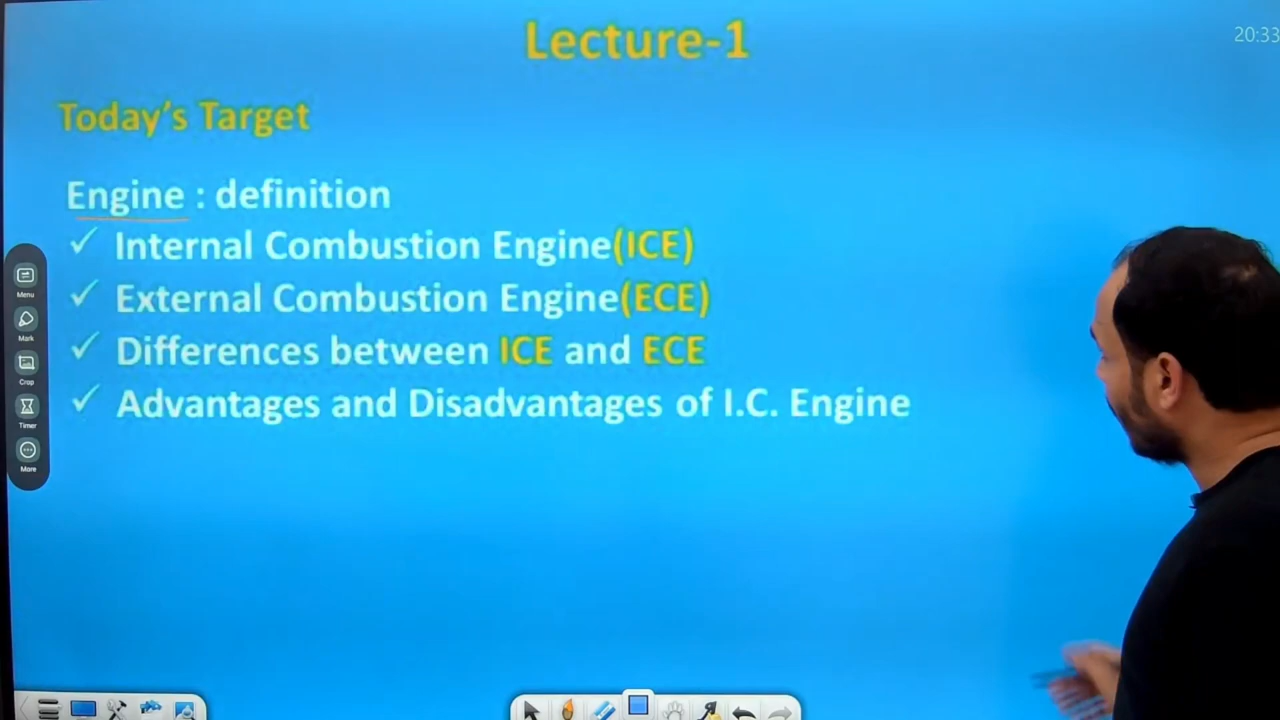 Lecture-1
20:33
Today's Target
Engine : definition
✓ Internal Combustion Engine(ICE)
✓ External Combustion Engine(ECE)
✓ Differences between ICE and ECE
✓ Advantages and Disadvantages of I.C. Engine
Menu
Mark
Crop
Timer
More